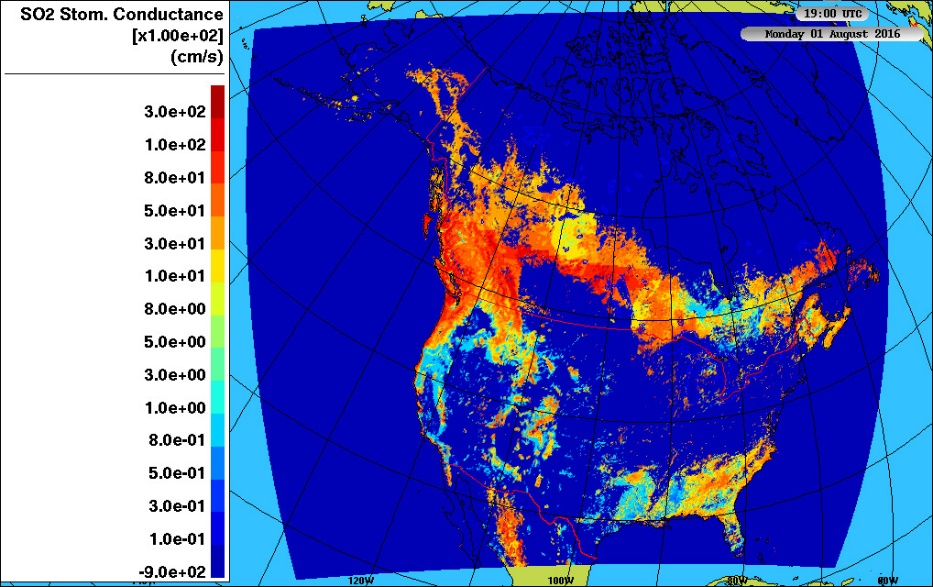 SO2 Stom. Conductance
[x1.00e+02]
(cm/s)
3.0e+02
1.0e+02
8.0e+01
5.0e+01
3.0e+01
1.0e+01
8.0e+00
5.0e+00
3.0e+00
1.0e+00
8.0e-01
5.0e-01
3.0e-01
1.0e-01
-9.0e+02
19:00 UTC
Monday 01 August 2016
120W
100W
80W
60W